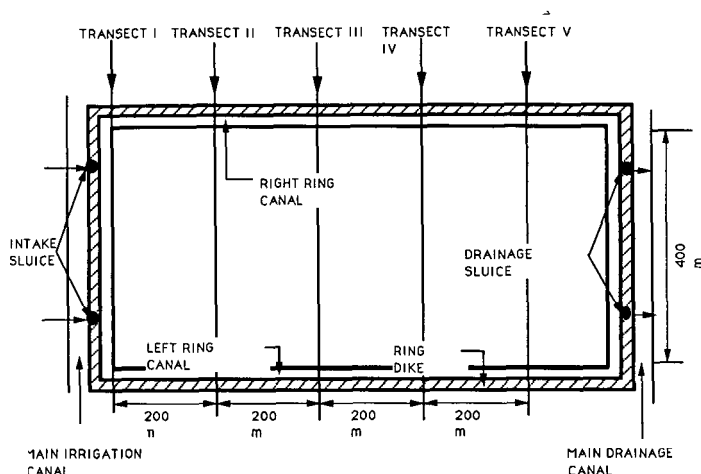 TRANSECT I TRANSECT II TRANSECT III TRANSECT TRANSECT V
IV
RIGHT RING
CANAL
INTAKE
SLUICE
DRAINAGE
SLUICE
400
m
LEFT RING
CANAL
RING
DIKE
200 200 200 200
n m m m
MAIN IRRIGATION
CANAL
MAIN DRAINAGE
CANAL